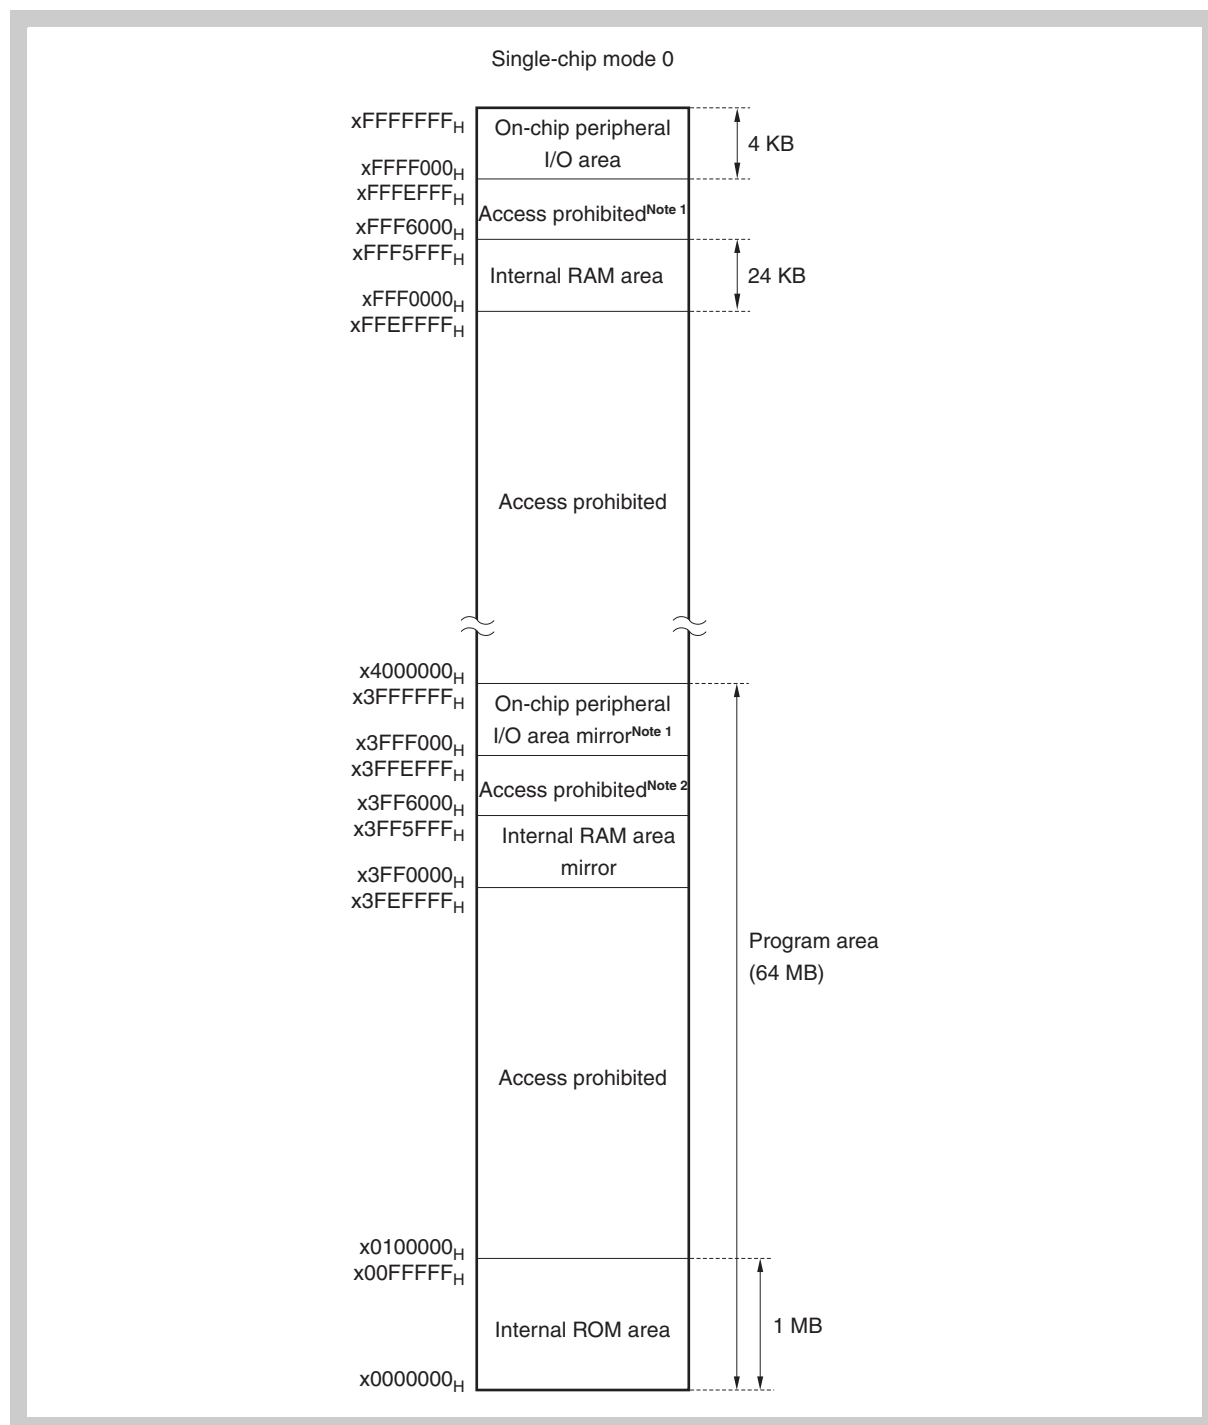 Single-chip mode 0
xFFFFFFFH
On-chip peripheral
I/O area
4 KB
xFFFF000H
xFFFEFFFH
Access prohibitedNote 1
xFFF6000H
xFFF5FFFH
Internal RAM area
24 KB
xFFF0000H
xFFEFFFFH
Access prohibited
x4000000H
x3FFFFFFH
On-chip peripheral
I/O area mirrorNote 1
x3FFF000H
x3FFEFFFH
Access prohibitedNote 2
x3FF6000H
x3FF5FFFH
Internal RAM area
mirror
x3FF0000H
x3FEFFFFH
Program area
(64 MB)
Access prohibited
x0100000H
x00FFFFFH
Internal ROM area
1 MB
x0000000H